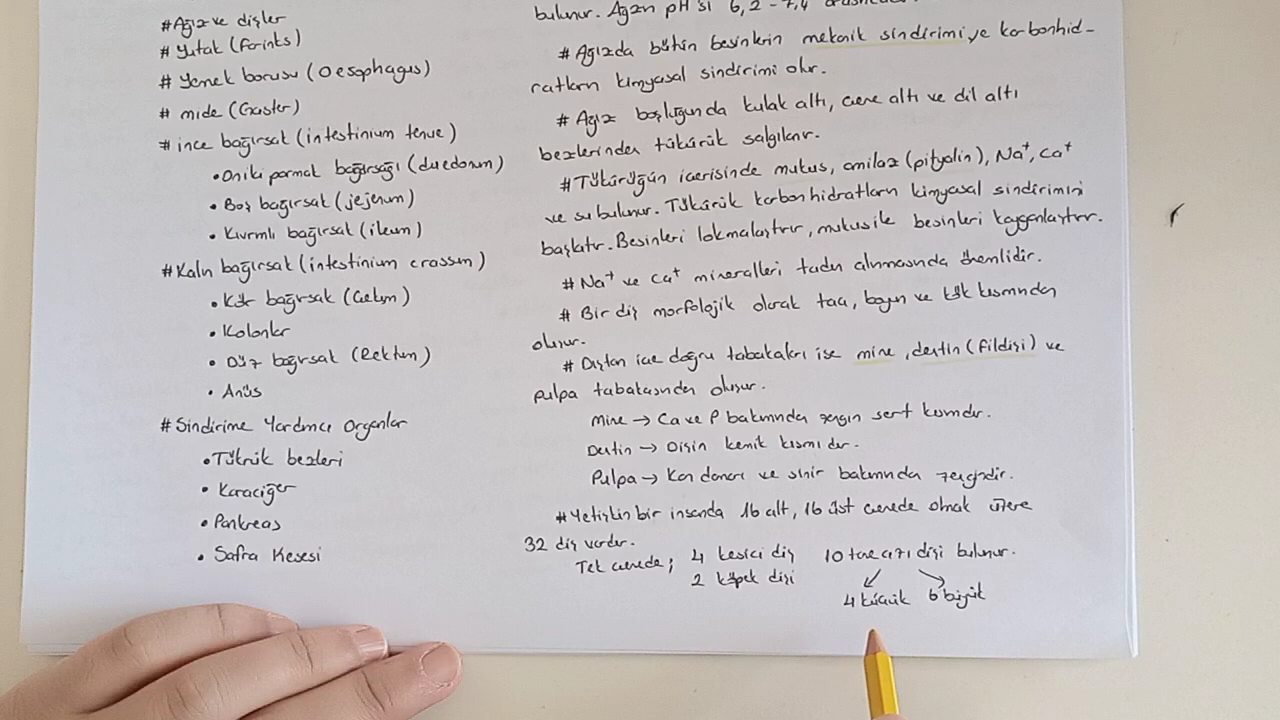 # Ağız ve dişler
# Yutak (farinks)
# Yemek borusu (Oesophagus)
# mide (Gaster)
# ince bağırsak (intestinium tenue)
• Oniki parmak bağırsağı (duedonum)
• Boş bağırsak (jejenum)
• Kıvrımlı bağırsak (ileum)
# Kalın bağırsak (intestinium crassum)
• Kör bağırsak (Çekum)
• Kolonlar
• Düz bağırsak (Rektum)
• Anüs
# Sindirime Yardımcı Organlar
• Tükrük bezleri
• Karaciğer
• Pankreas
• Safra Kesesi
bulunur. Ağzın pH sı 6,2 - 7,4
# Ağızda bütün besinlerin mekanik sindirimi ve karbonhid-
ratların kimyasal sindirimi olur.
# Ağız boşluğunda kulak altı, çene altı ve dil altı
bezlerinden tükürük salgılanır.
# Tükürüğün içerisinde mukus, amilaz (pityalin), Na⁺, Ca⁺
ve su bulunur. Tükürük karbonhidratların kimyasal sindirimini
başlatır. Besinleri lokmalaştırır, mukus ile besinleri kayganlaştırır.
# Na⁺ ve Ca⁺ mineralleri tadın alınmasında önemlidir.
# Bir diş morfolojik olarak taç, boyun ve kök kısmından
oluşur.
# Dıştan içe doğru tabakaları ise mine, dentin (fildişi) ve
pulpa tabakasından oluşur.
Mine → Ca ve P bakımından zengin sert kısımdır.
Dentin → Dişin kemik kısmıdır.
Pulpa → Kan damarı ve sinir bakımından zengindir.
# Yetişkin bir insanda 16 alt, 16 üst çenede olmak üzere
32 diş vardır.
Tek çenede; 4 kesici diş 10 tane azı dişi bulunur.
2 köpek dişi
4 küçük 6 büyük